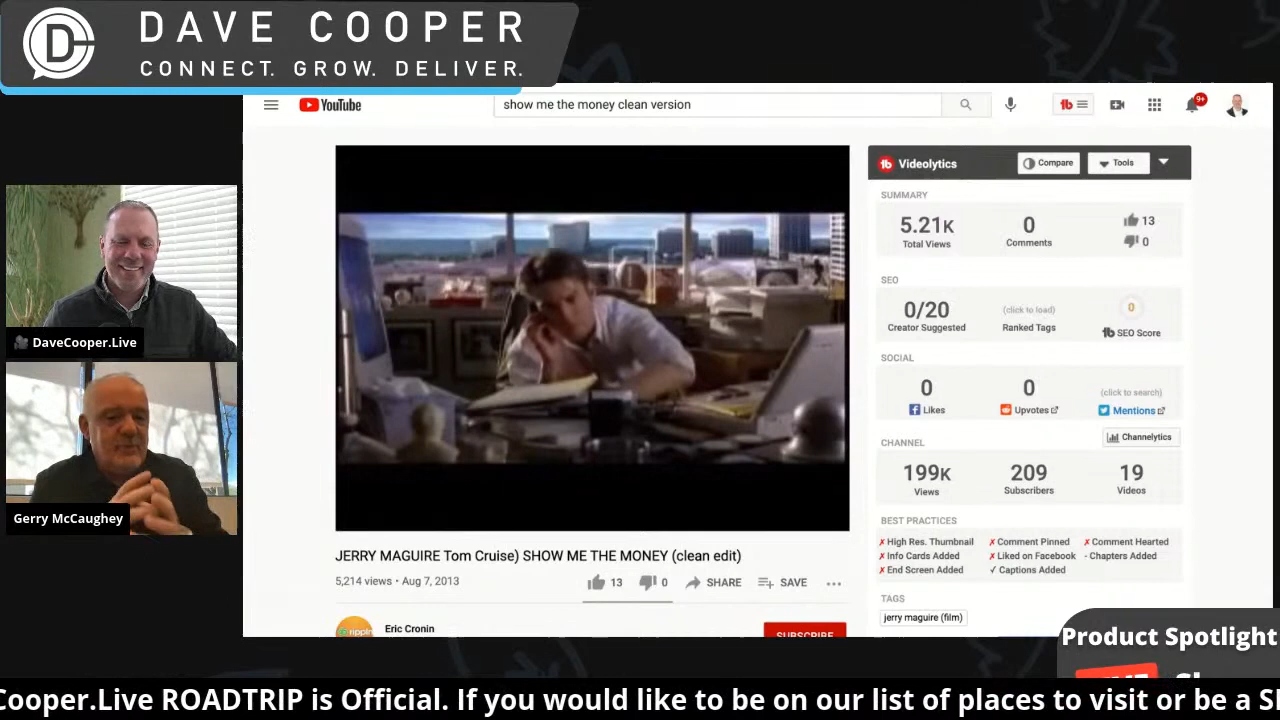 DAVE COOPER
CONNECT. GROW. DELIVER.
YouTube
show me the money clean version
9+
Videolytics
Compare
Tools
SUMMARY
5.21K
0
13
Total Views
Comments
0
SEO
0/20
(click to load)
0
Creator Suggested
Ranked Tags
SEO Score
SOCIAL
0
0
(click to search)
Likes
Upvotes
Mentions
CHANNEL
Channelytics
199K
209
19
Views
Subscribers
Videos
BEST PRACTICES
✗ High Res. Thumbnail
✗ Comment Pinned
✗ Comment Hearted
✗ Info Cards Added
✗ Liked on Facebook
- Chapters Added
✗ End Screen Added
✓ Captions Added
TAGS
jerry maguire (film)
DaveCooper.Live
Gerry McCaughey
JERRY MAGUIRE Tom Cruise) SHOW ME THE MONEY (clean edit)
5,214 views • Aug 7, 2013
13
0
SHARE
SAVE
Eric Cronin
SUBSCRIBE
Product Spotlight
Cooper.Live ROADTRIP is Official. If you would like to be on our list of places to visit or be a